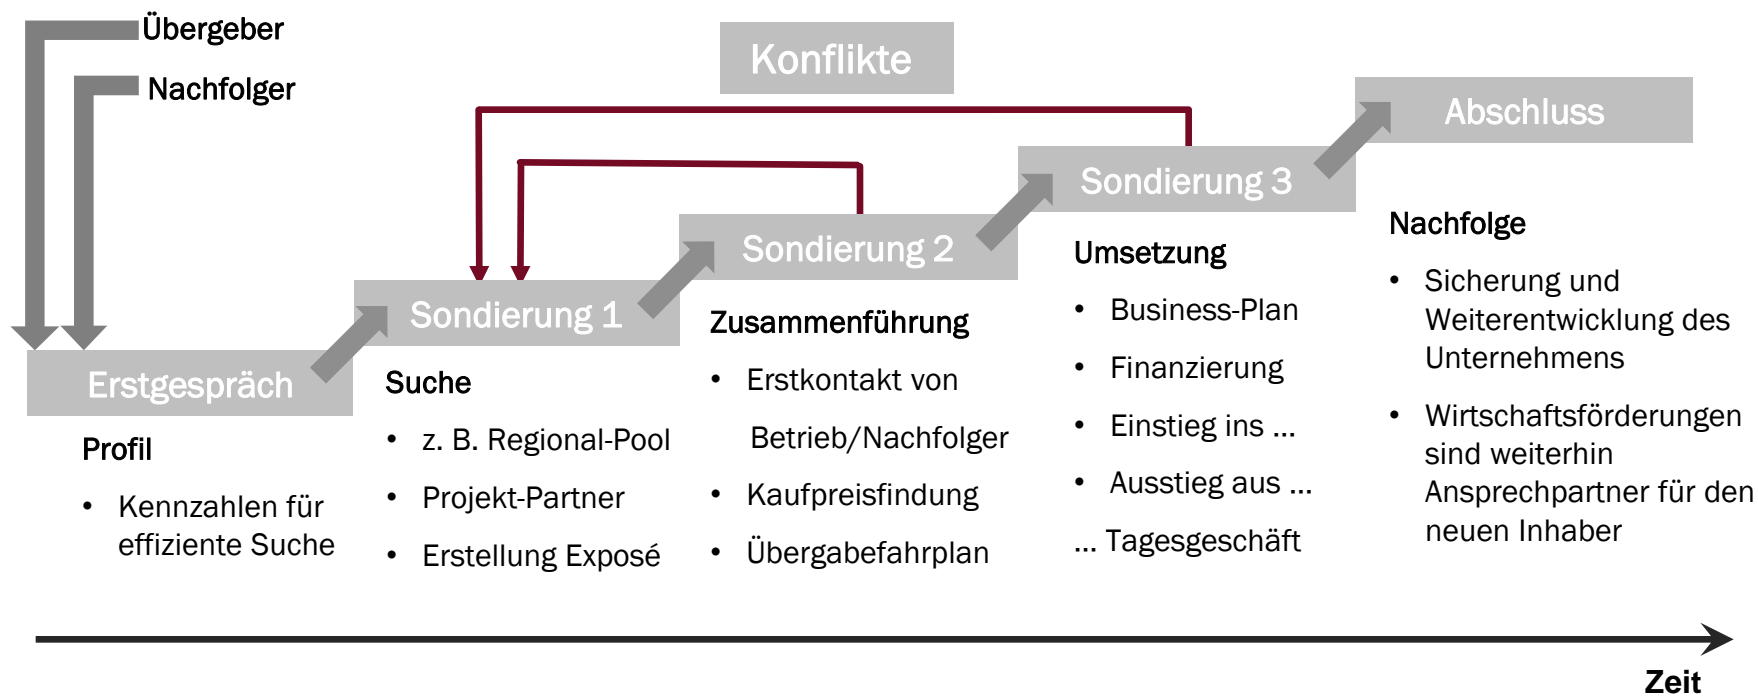 Übergeber
Nachfolger
Konflikte
Erstgespräch
Profil
• Kennzahlen für
effiziente Suche
Sondierung 1
Suche
• z. B. Regional-Pool
• Projekt-Partner
• Erstellung Exposé
Sondierung 2
Zusammenführung
• Erstkontakt von
Betrieb/Nachfolger
• Kaufpreisfindung
• Übergabefahrplan
Sondierung 3
Umsetzung
• Business-Plan
• Finanzierung
• Einstieg ins ...
• Ausstieg aus ...
... Tagesgeschäft
Abschluss
Nachfolge
• Sicherung und
Weiterentwicklung des
Unternehmens
• Wirtschaftsförderungen
sind weiterhin
Ansprechpartner für den
neuen Inhaber
Zeit